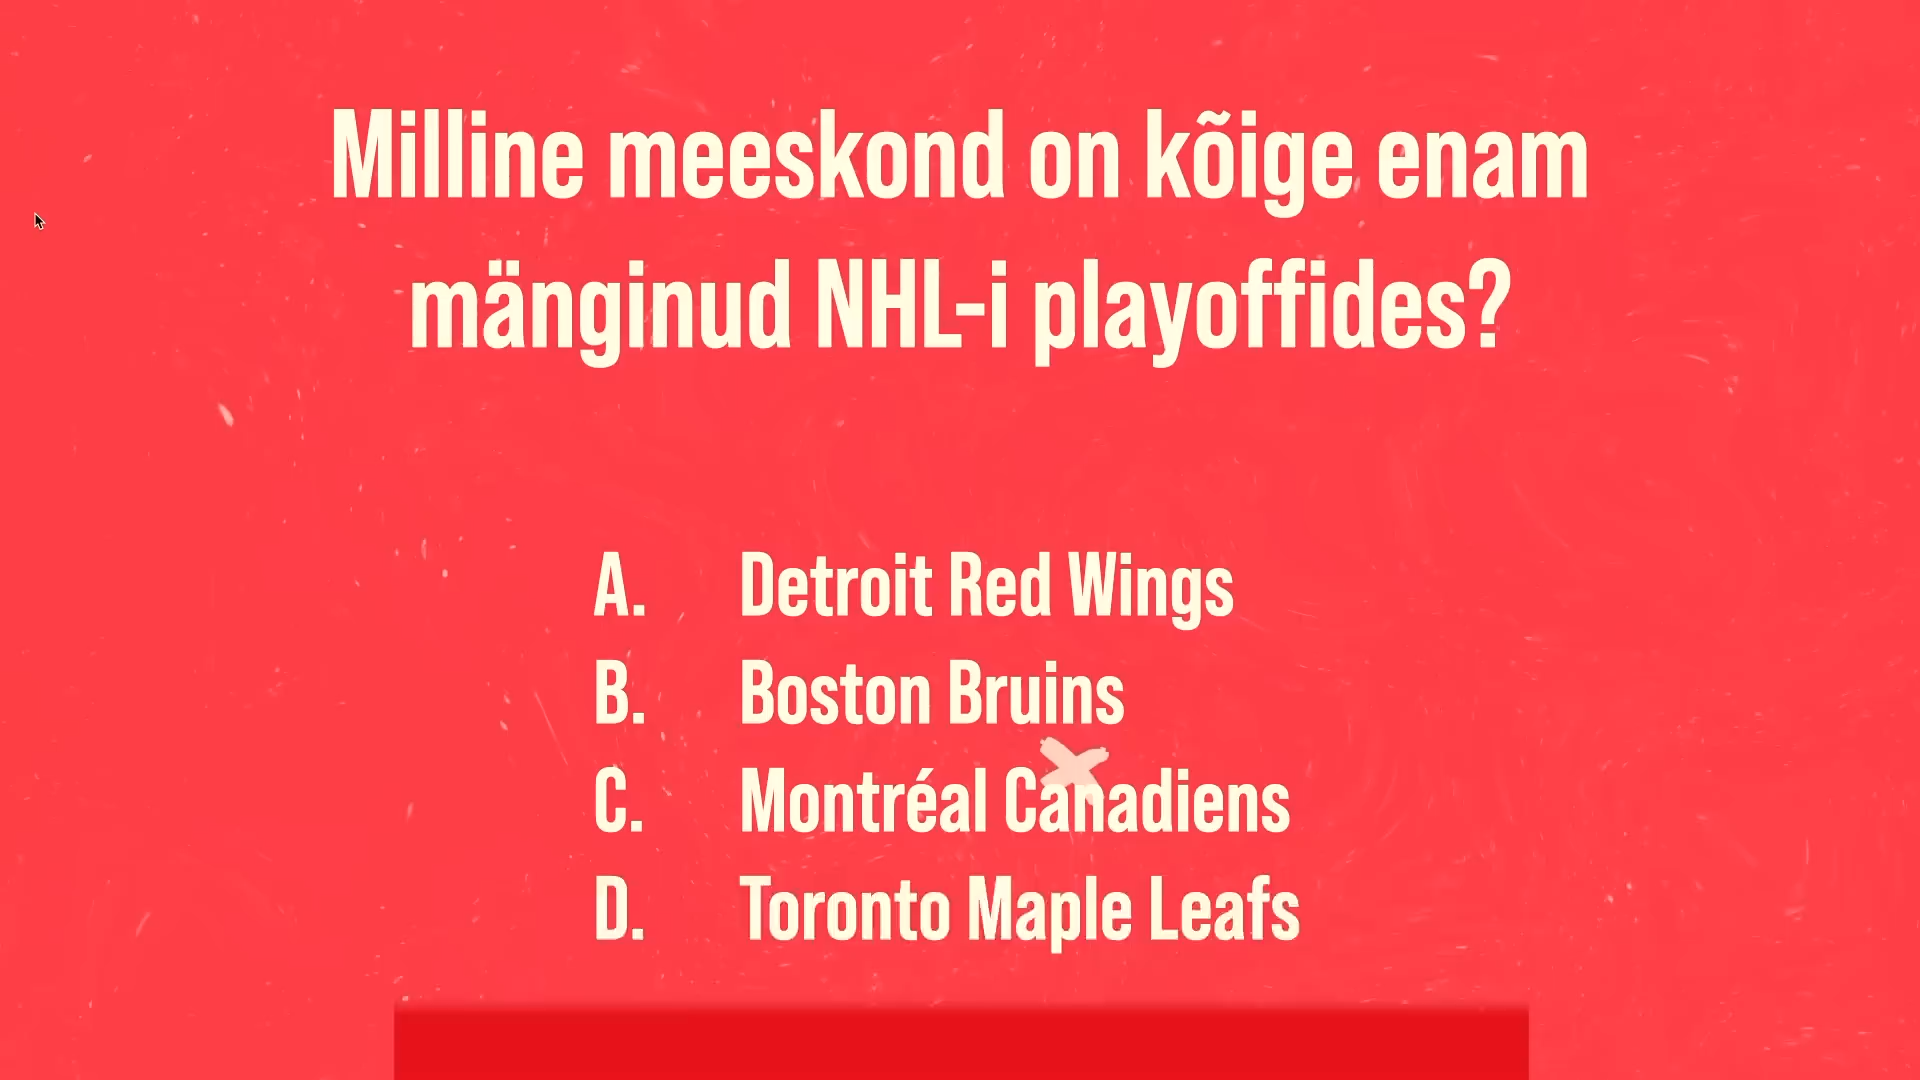 Milline meeskond on kõige enam
mänginud NHL-i playoffides?
A. Detroit Red Wings
B. Boston Bruins
C. Montréal Canadiens
D. Toronto Maple Leafs